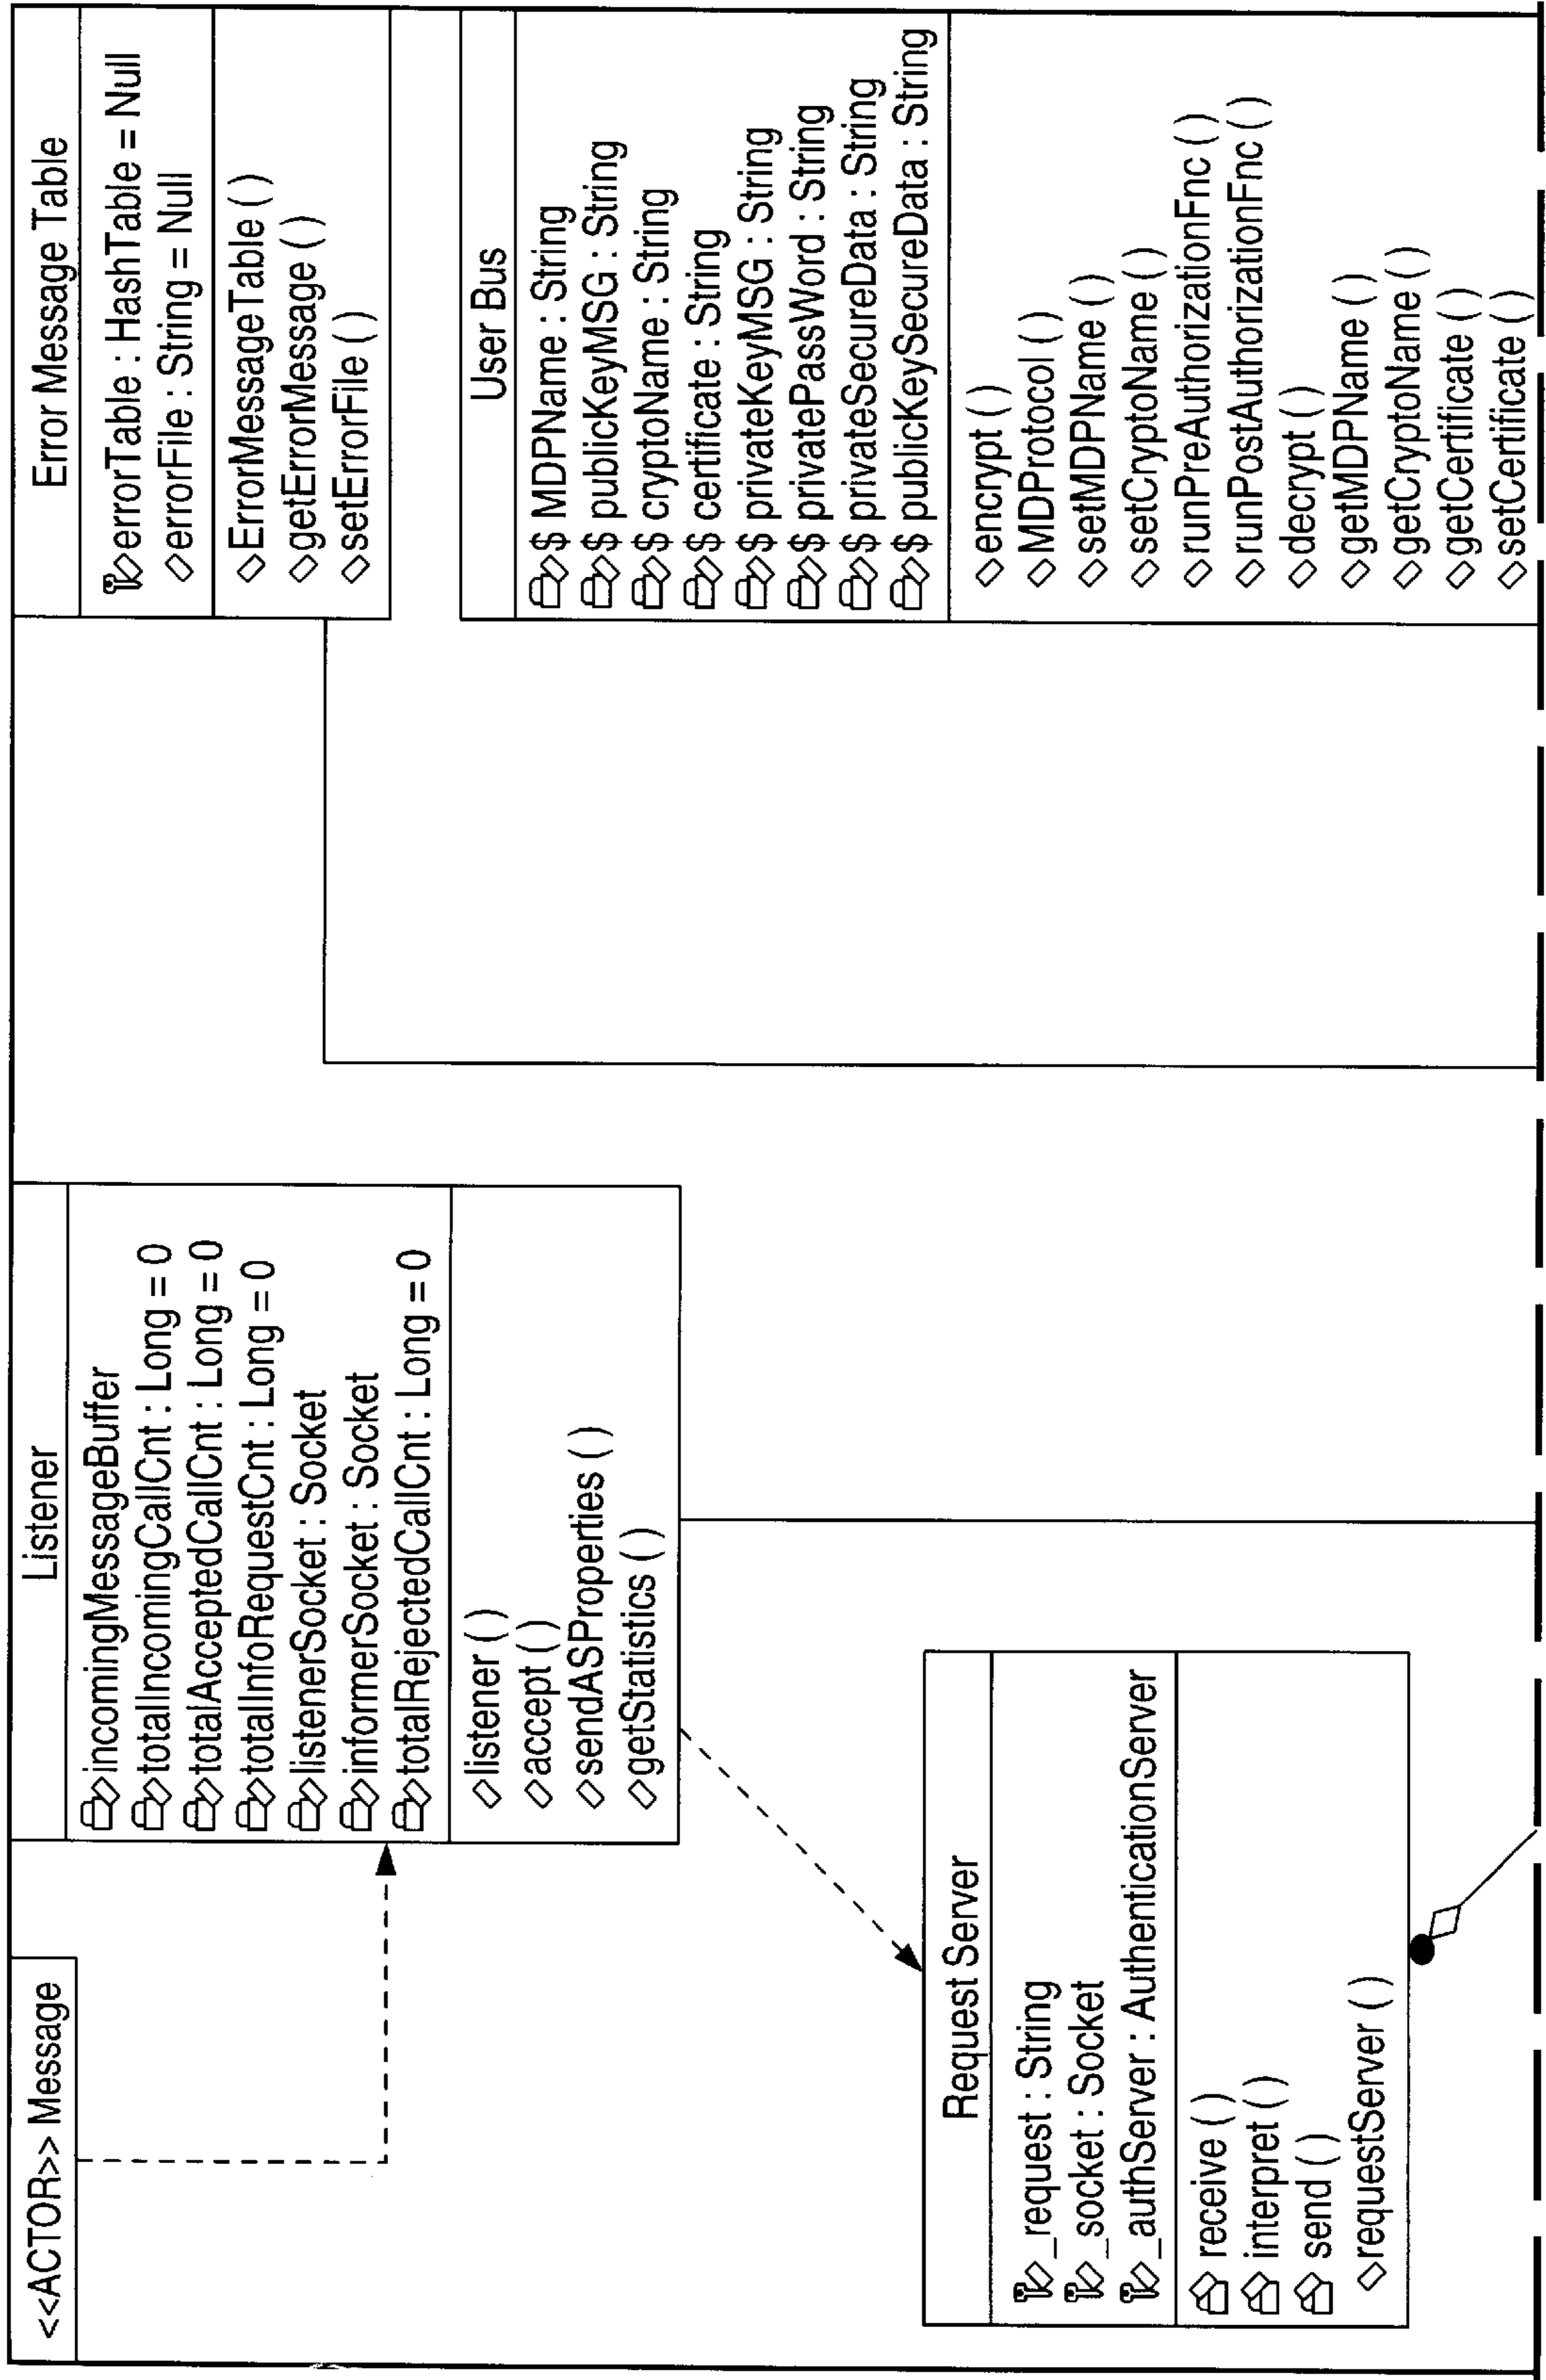 <<ACTOR>> Message
Listener
incomingMessageBuffer
totalIncomingCallCnt : Long = 0
totalAcceptedCallCnt : Long = 0
totalInfoRequestCnt : Long = 0
listenerSocket : Socket
informerSocket : Socket
totalRejectedCallCnt : Long = 0
listener ( )
accept ( )
sendASProperties ( )
getStatistics ( )
Error Message Table
errorTable : HashTable = Null
errorFile : String = Null
ErrorMessageTable ( )
getErrorMessage ( )
setErrorFile ( )
User Bus
$ MDPName : String
$ publicKeyMSG : String
$ cryptoName : String
$ certificate : String
$ privateKeyMSG : String
$ privatePassWord : String
$ privateSecureData : String
$ publicKeySecureData : String
encrypt ( )
MDProtocol ( )
setMDPName ( )
setCryptoName ( )
runPreAuthorizationFnc ( )
runPostAuthorizationFnc ( )
decrypt ( )
getMDPName ( )
getCryptoName ( )
getCertificate ( )
setCertificate ( )
Request Server
_request : String
_socket : Socket
_authServer : AuthenticationServer
receive ( )
interpret ( )
send ( )
requestServer ( )